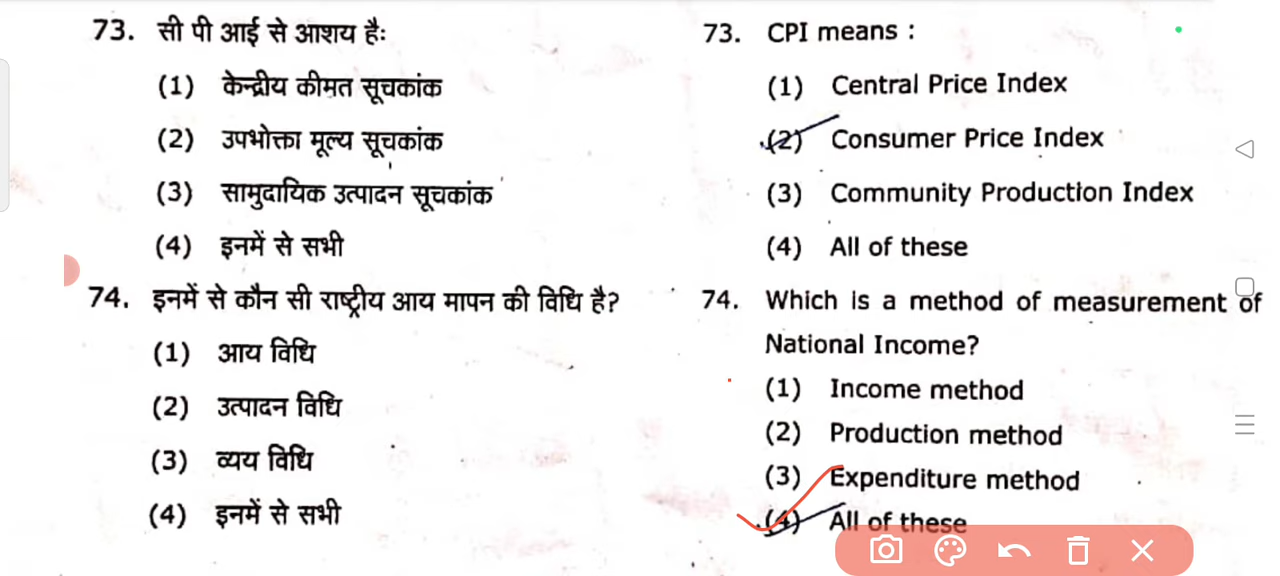 73. सी पी आई से आशय है:
(1) केन्द्रीय कीमत सूचकांक
(2) उपभोक्ता मूल्य सूचकांक
(3) सामुदायिक उत्पादन सूचकांक
(4) इनमें से सभी
74. इनमें से कौन सी राष्ट्रीय आय मापन की विधि है?
(1) आय विधि
(2) उत्पादन विधि
(3) व्यय विधि
(4) इनमें से सभी
73. CPI means :
(1) Central Price Index
(2) Consumer Price Index
(3) Community Production Index
(4) All of these
74. Which is a method of measurement of
National Income?
(1) Income method
(2) Production method
(3) Expenditure method
(4) All of these